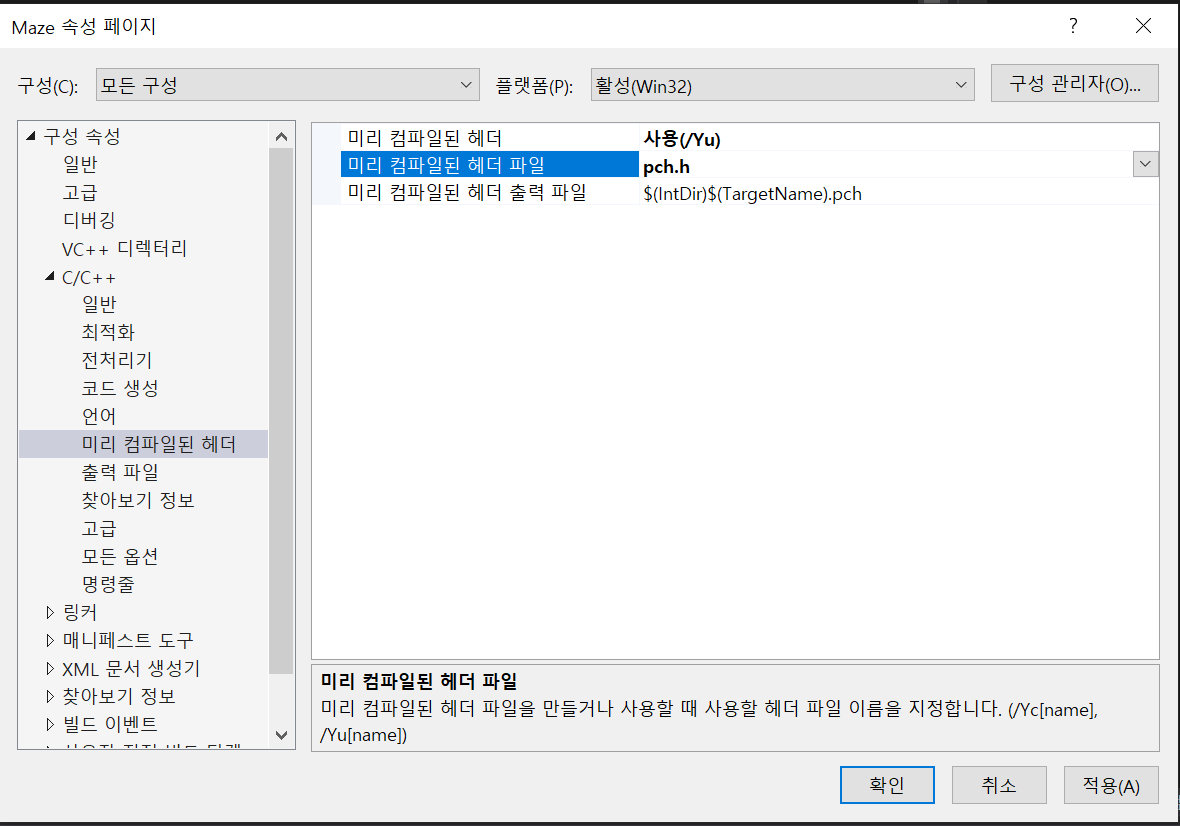 Maze 속성 페이지
?
구성(C):
모든 구성
플랫폼(P):
활성(Win32)
구성 관리자(O)...
구성 속성
일반
고급
디버깅
VC++ 디렉터리
C/C++
일반
최적화
전처리기
코드 생성
언어
미리 컴파일된 헤더
출력 파일
찾아보기 정보
고급
모든 옵션
명령줄
링커
매니페스트 도구
XML 문서 생성기
찾아보기 정보
빌드 이벤트
미리 컴파일된 헤더 사용(/Yu)
미리 컴파일된 헤더 파일 pch.h
미리 컴파일된 헤더 출력 파일 $(IntDir)$(TargetName).pch
미리 컴파일된 헤더 파일
미리 컴파일된 헤더 파일을 만들거나 사용할 때 사용할 헤더 파일 이름을 지정합니다. (/Yc[name],
/Yu[name])
확인
취소
적용(A)